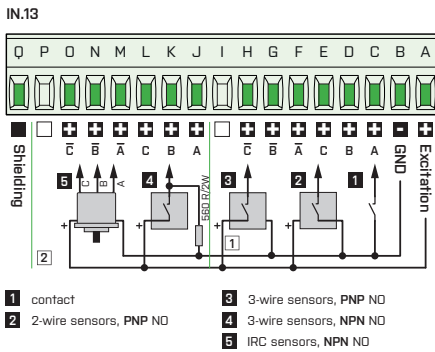 IN.13
Q P O N M L K J I H G F E D C B A
+ + + + + + + + + + + + - +
C̄ B̄ Ā C B A C̄ B̄ Ā C B A
Shielding
GND
Excitation
5 C B A 4 3 2 1
560 R/2W
+ + + +
1
2
1 contact
2 2-wire sensors, PNP NO
3 3-wire sensors, PNP NO
4 3-wire sensors, NPN NO
5 IRC sensors, NPN NO